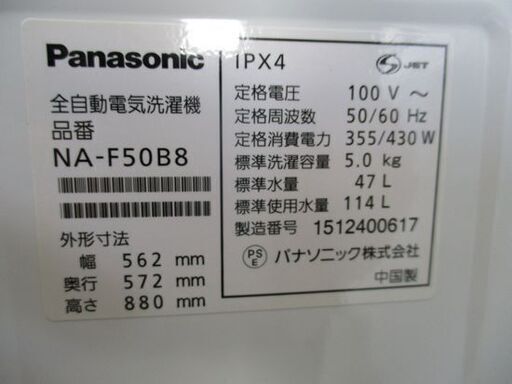 Panasonic
全自動電気洗濯機
品番
NA-F50B8
外形寸法
幅 562 mm
奥行 572 mm
高さ 880 mm
IPX4
S JET
定格電圧 100 V ～
定格周波数 50/60 Hz
定格消費電力 355/430 W
標準洗濯容量 5.0 kg
標準水量 47 L
標準使用水量 114 L
製造番号 1512400617
PS E パナソニック株式会社
中国製